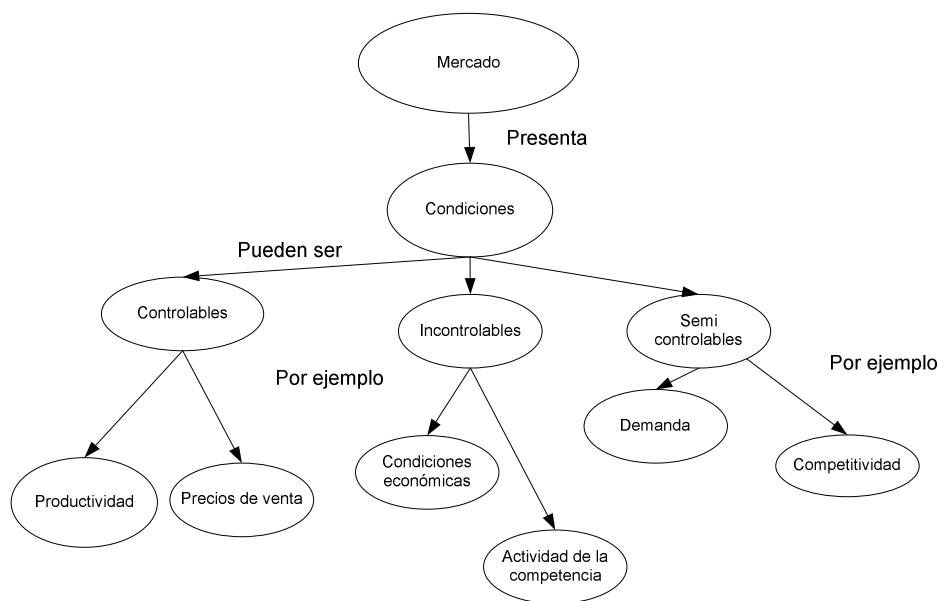 Mercado
Presenta
Condiciones
Pueden ser
Controlables
Incontrolables
Semi
controlables
Por ejemplo
Por ejemplo
Demanda
Productividad
Precios de venta
Condiciones
económicas
Competitividad
Actividad de la
competencia